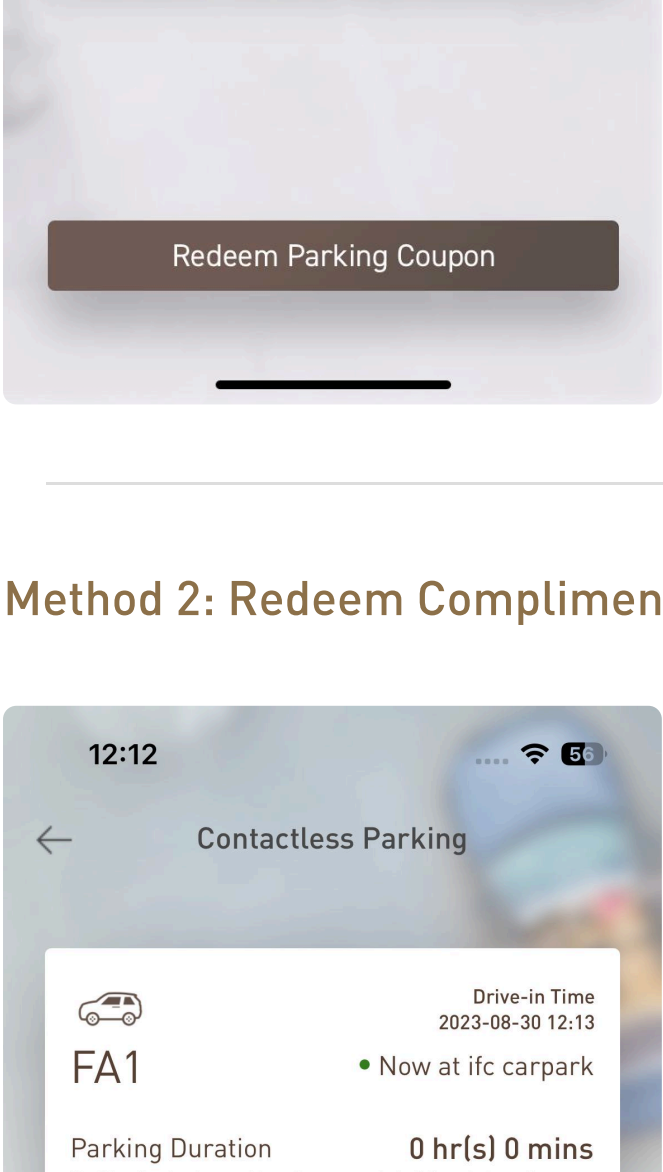 Redeem Parking Coupon
Method 2: Redeem Complimen
12:12
56
Contactless Parking
Drive-in Time
2023-08-30 12:13
FA1
Now at ifc carpark
Parking Duration
0 hr(s) 0 mins